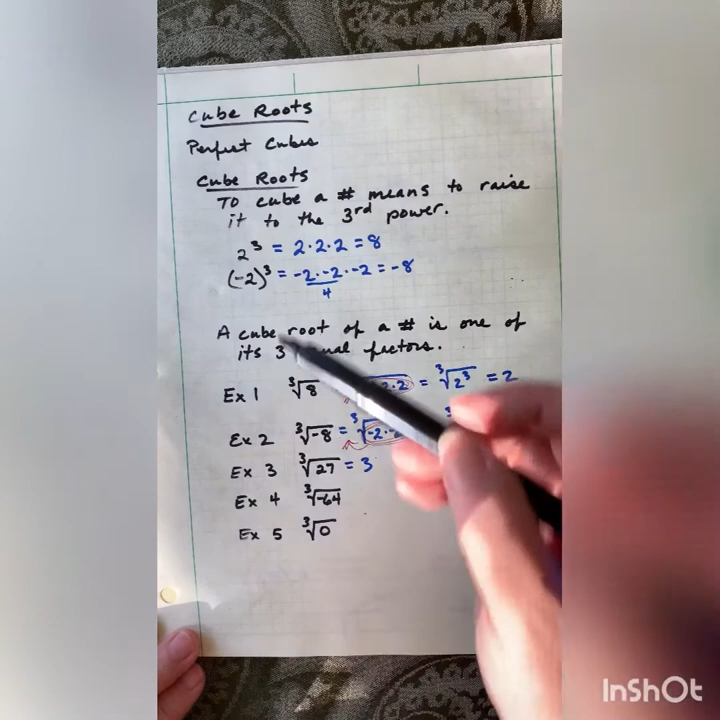 Cube Roots
Perfect Cubes
Cube Roots
To cube a # means to raise
it to the 3rd power.
2³ = 2·2·2 = 8
(-2)³ = -2·-2·-2 = -8
4
A cube root of a # is one of
its 3 factors.
Ex 1 ∛8 = ∛2³ = 2
Ex 2 ∛-8 = ∛-2·
Ex 3 ∛27 = 3
Ex 4 ∛-64
Ex 5 ∛0
InShOt